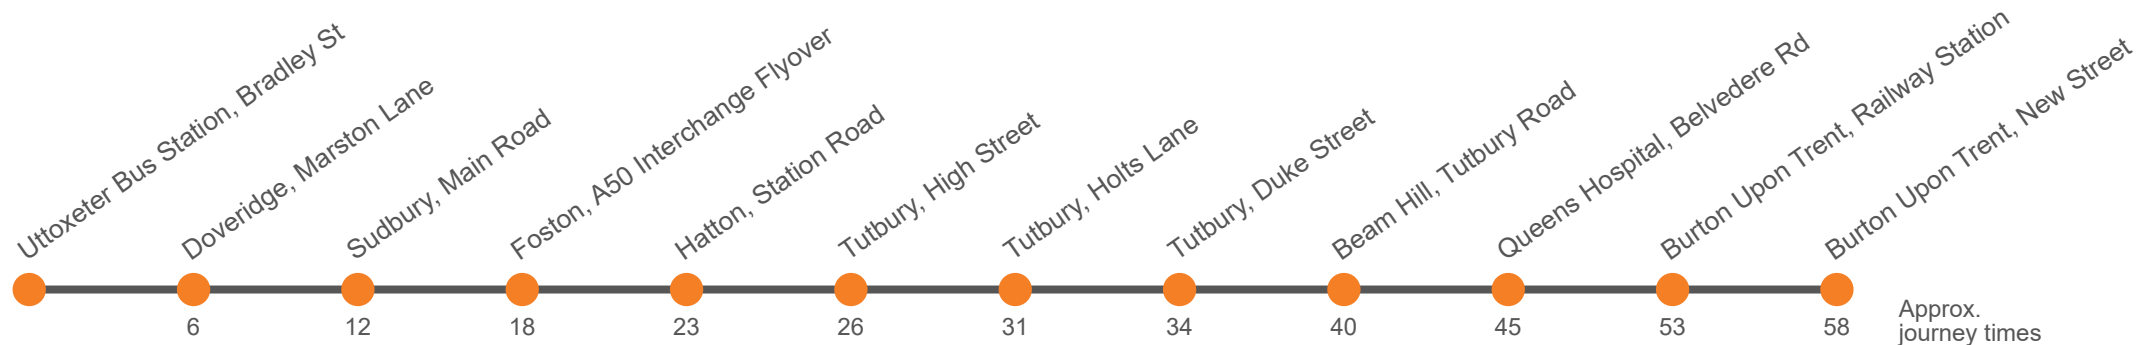 Uttoxeter Bus Station, Bradley St
Doveridge, Marston Lane
Sudbury, Main Road
Foston, A50 Interchange Flyover
Hatton, Station Road
Tutbury, High Street
Tutbury, Holts Lane
Tutbury, Duke Street
Beam Hill, Tutbury Road
Queens Hospital, Belvedere Rd
Burton Upon Trent, Railway Station
Burton Upon Trent, New Street
6
12
18
23
26
31
34
40
45
53
58
Approx.
journey times